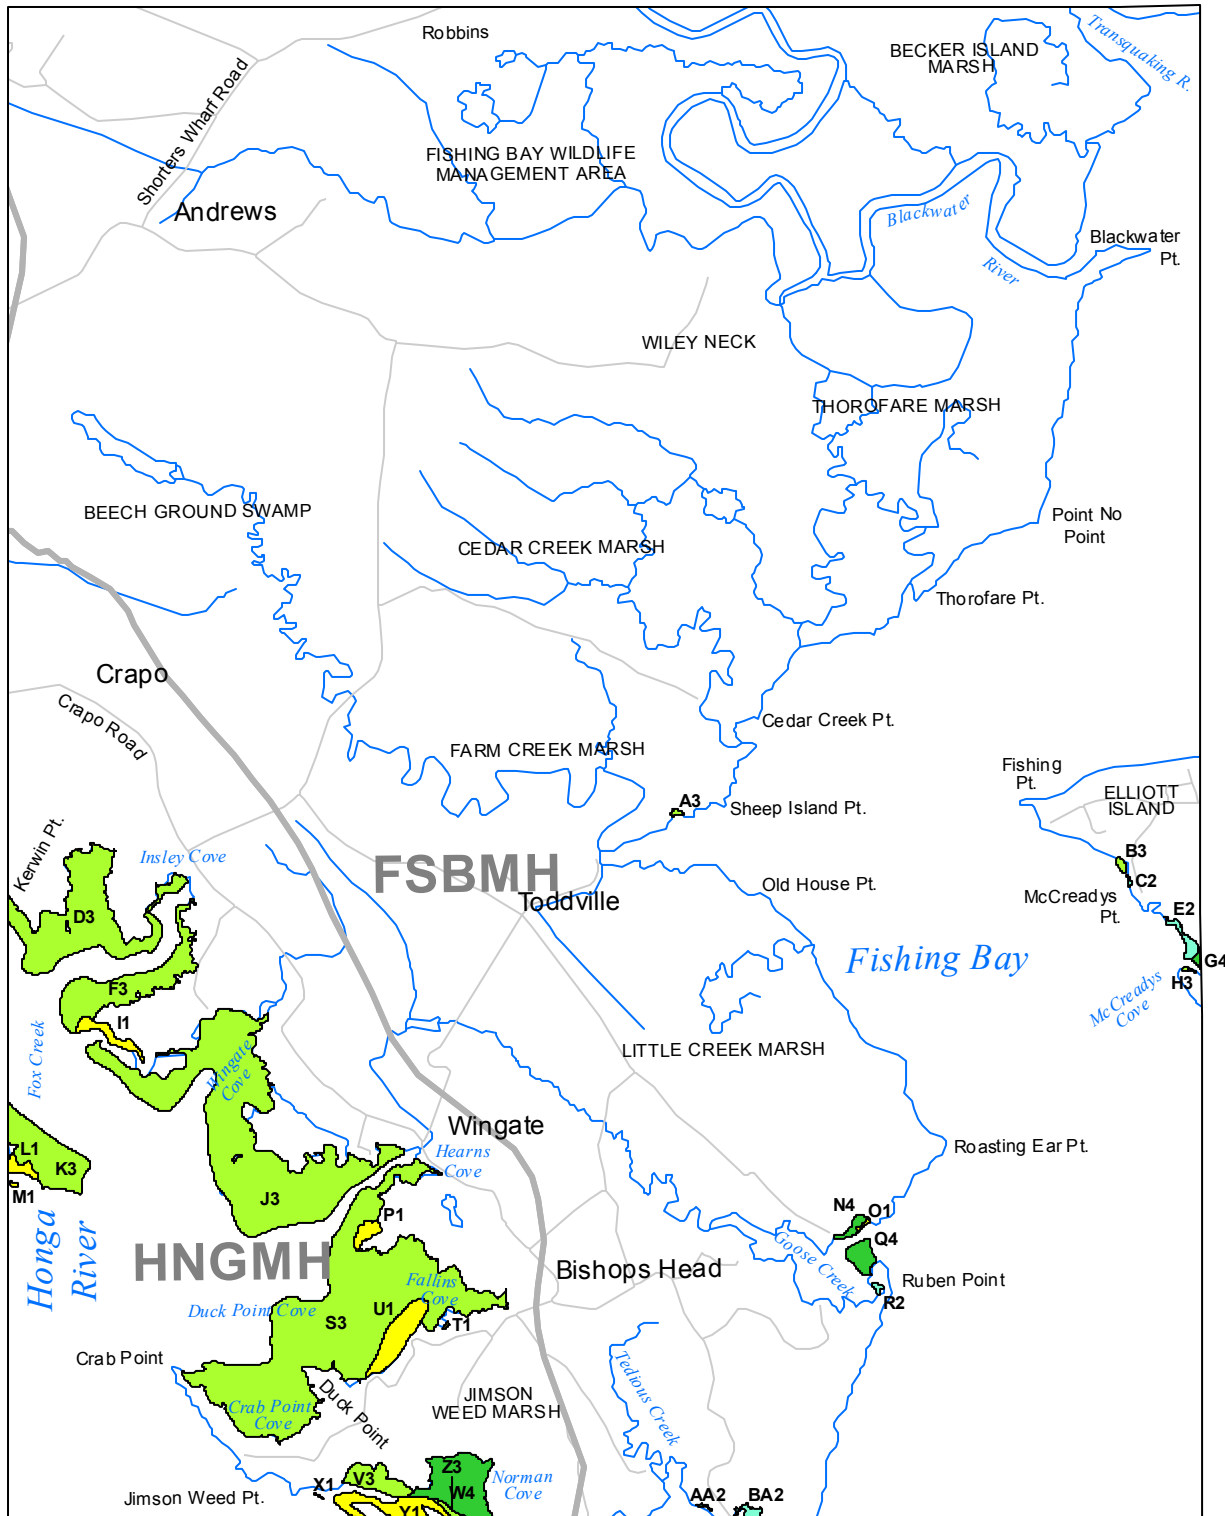 Robbins
BECKER ISLAND
MARSH
Transquaking R.
Shorters Wharf Road
FISHING BAY WILDLIFE
MANAGEMENT AREA
Andrews
Blackwater
River
Blackwater
Pt.
WILEY NECK
THOROFARE MARSH
BEECH GROUND SWAMP
CEDAR CREEK MARSH
Point No
Point
Thorofare Pt.
Crapo
Crapo Road
Cedar Creek Pt.
FARM CREEK MARSH
Fishing
Pt.
ELLIOTT
ISLAND
A3
Sheep Island Pt.
Kerwin Pt.
Insley Cove
FSBMH
Toddville
Old House Pt.
B3
C2
McCreadys
Pt.
E2
D3
Fishing Bay
G4
H3
McCreadys
Cove
F3
I1
Fox Creek
Wingate
Cove
LITTLE CREEK MARSH
Wingate
Hearns
Cove
Roasting Ear Pt.
L1
K3
M1
J3
P1
N4
O1
Q4
Honga
River
HNGMH
Goose Creek
Bishops Head
Ruben Point
R2
Fallins
Cove
Duck Point Cove
U1
S3
T1
Crab Point
Duck Point
Tedious Creek
JIMSON
WEED MARSH
Crab Point
Cove
Z3
X1
V3
W4
Norman
Cove
Jimson Weed Pt.
Y1
AA2
BA2